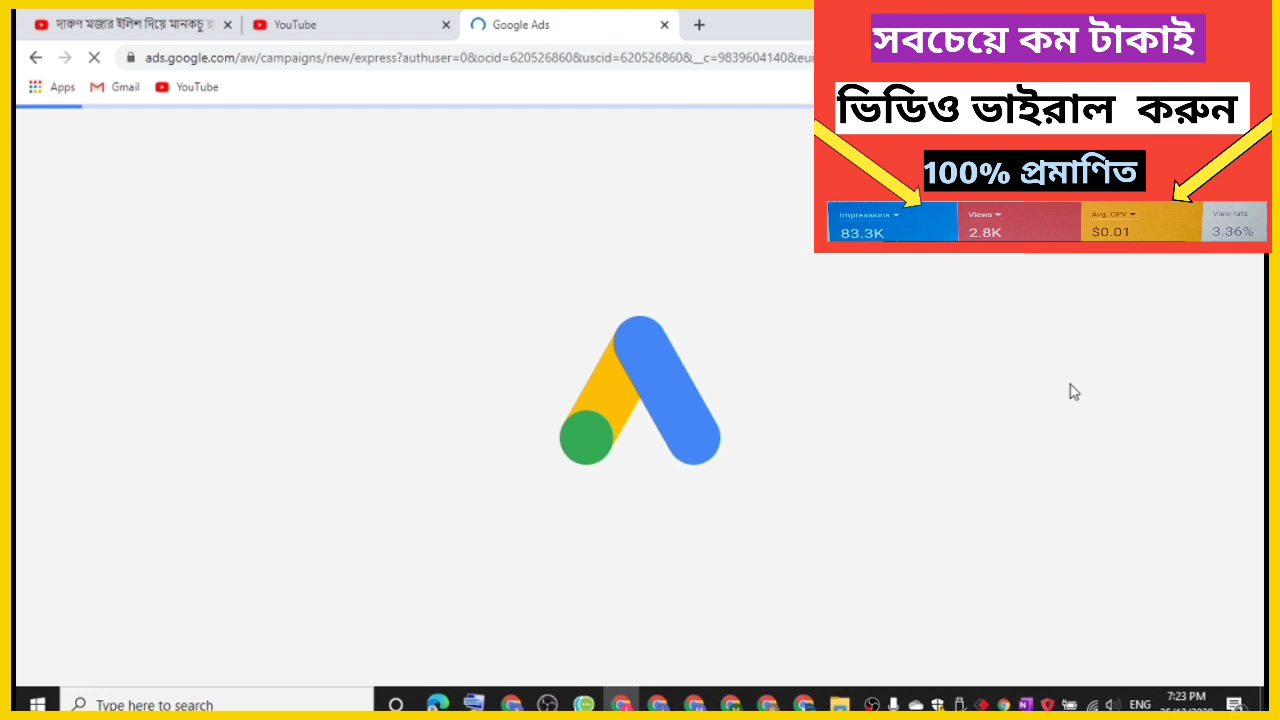 দারুণ মজার ইলিশ দিয়ে মানকচু র
YouTube
Google Ads
ads.google.com/aw/campaigns/new/express?authuser=0&ocid=620526860&uscid=620526860&__c=9839604140&eui
Apps
Gmail
YouTube
সবচেয়ে কম টাকাই
ভিডিও ভাইরাল করুন
100% প্রমাণিত
Impressions
Views
Avg. CPV
View rate
83.3K
2.8K
$0.01
3.36%
Type here to search
ENG
7:23 PM